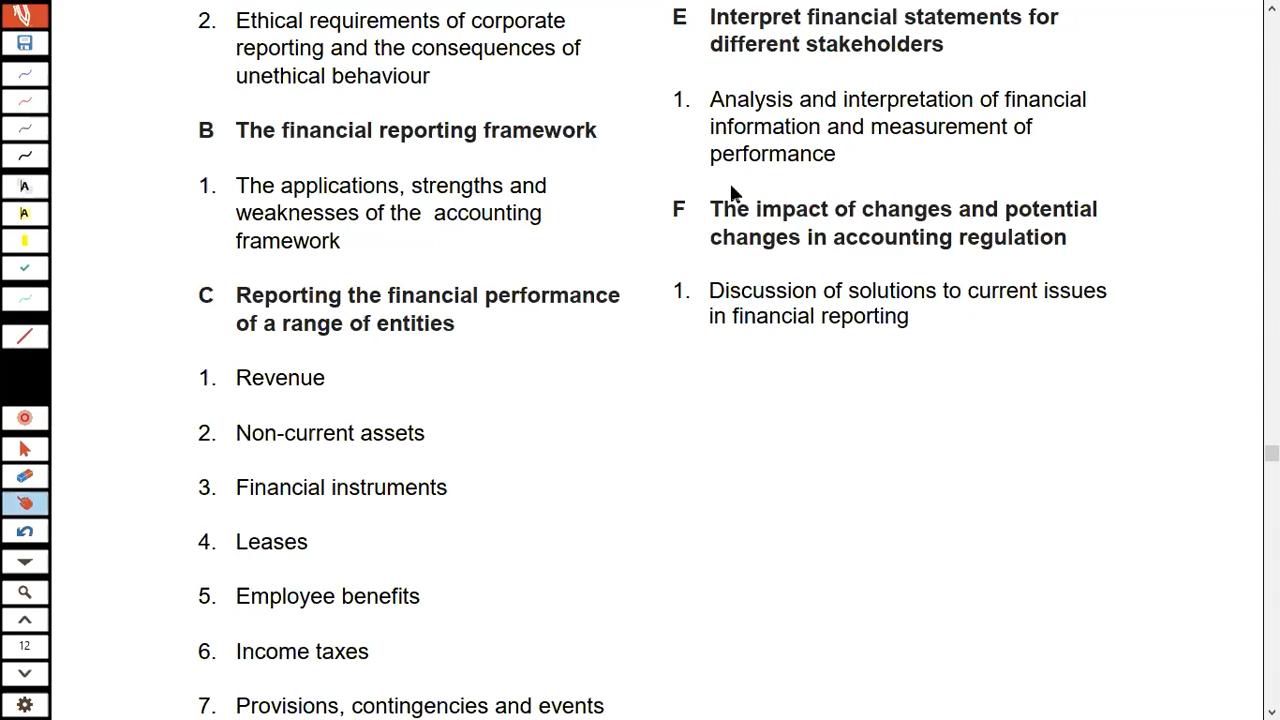 2. Ethical requirements of corporate
reporting and the consequences of
unethical behaviour
B The financial reporting framework
1. The applications, strengths and
weaknesses of the accounting
framework
C Reporting the financial performance
of a range of entities
1. Revenue
2. Non-current assets
3. Financial instruments
4. Leases
5. Employee benefits
6. Income taxes
7. Provisions, contingencies and events
E Interpret financial statements for
different stakeholders
1. Analysis and interpretation of financial
information and measurement of
performance
F The impact of changes and potential
changes in accounting regulation
1. Discussion of solutions to current issues
in financial reporting
A
A
12